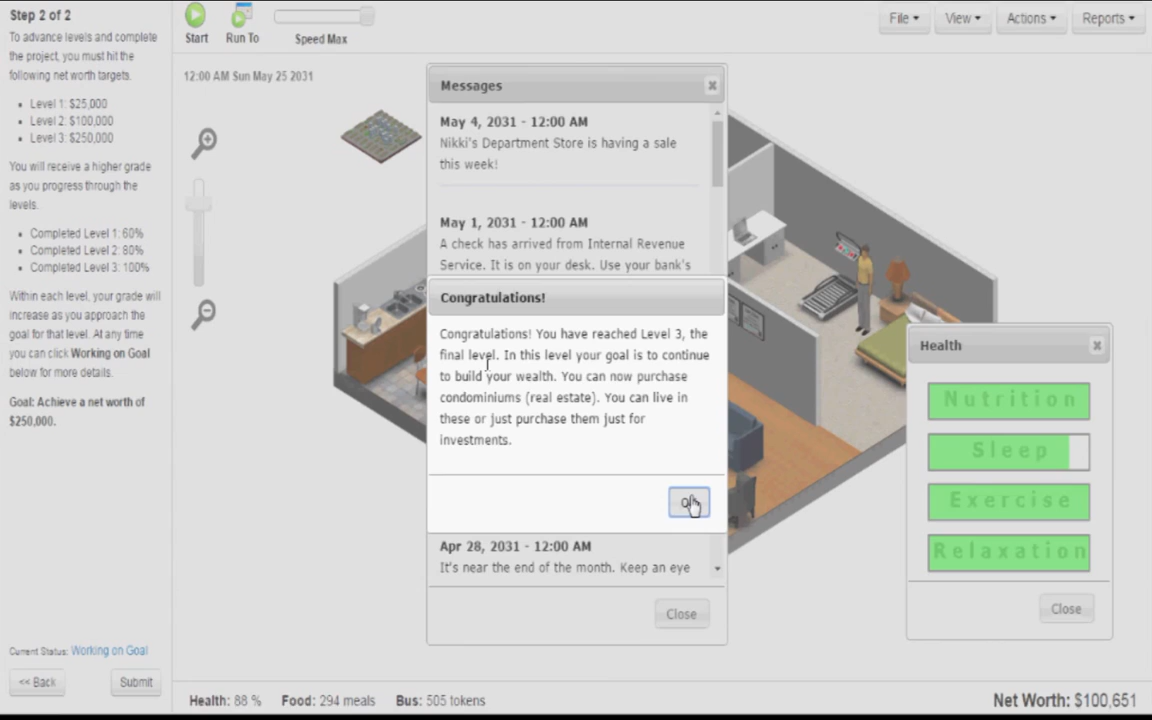 Step 2 of 2
To advance levels and complete
the project, you must hit the
following net worth targets.
Level 1: $25,000
Level 2: $100,000
Level 3: $250,000
You will receive a higher grade
as you progress through the
levels.
Completed Level 1: 60%
Completed Level 2: 80%
Completed Level 3: 100%
Within each level, your grade will
increase as you approach the
goal for that level. At any time
you can click Working on Goal
below for more details.
Goal: Achieve a net worth of
$250,000.
Current Status: Working on Goal
<< Back
Submit
Start
Run To
Speed Max
File
View
Actions
Reports
12:00 AM Sun May 25 2031
Messages
May 4, 2031 - 12:00 AM
Nikki's Department Store is having a sale
this week!
May 1, 2031 - 12:00 AM
A check has arrived from Internal Revenue
Service. It is on your desk. Use your bank's
Congratulations!
Congratulations! You have reached Level 3, the
final level. In this level your goal is to continue
to build your wealth. You can now purchase
condominiums (real estate). You can live in
these or just purchase them just for
investments.
Apr 28, 2031 - 12:00 AM
It's near the end of the month. Keep an eye
Close
Health
Nutrition
Sleep
Exercise
Relaxation
Close
Health: 88 %
Food: 294 meals
Bus: 505 tokens
Net Worth: $100,651